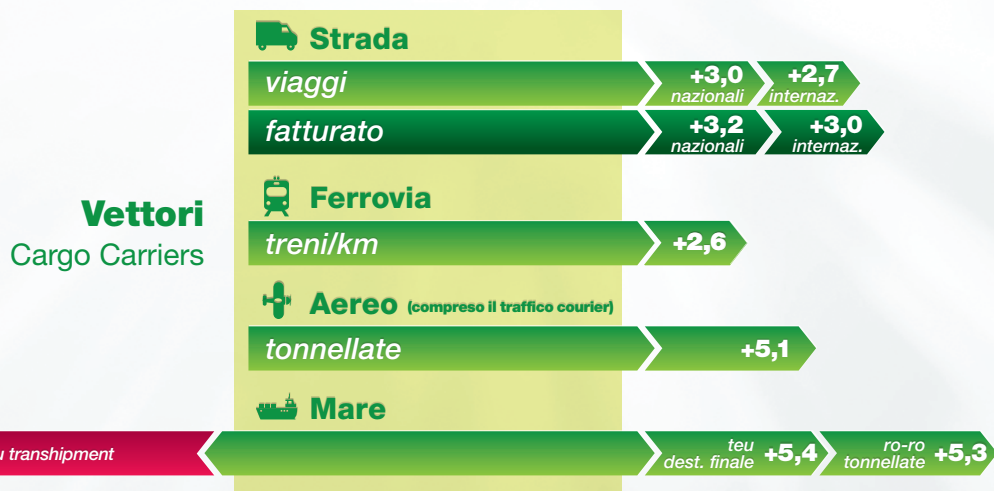 Strada
viaggi
+3,0 nazionali
+2,7 internaz.
fatturato
+3,2 nazionali
+3,0 internaz.
Vettori
Cargo Carriers
Ferrovia
treni/km
+2,6
Aereo (compreso il traffico courier)
tonnellate
+5,1
Mare
transhipment
teu dest. finale +5,4
ro-ro tonnellate +5,3